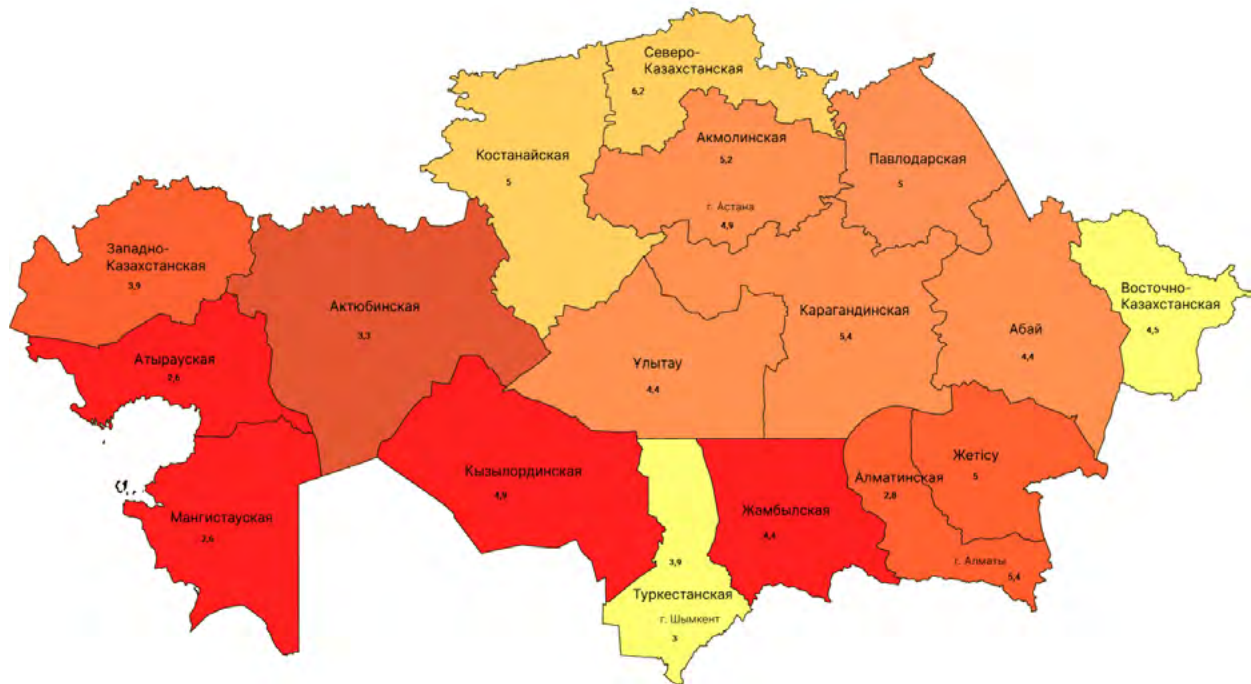 Северо-
Казахстанская
6,2
Костанайская
5
Акмолинская
5,2
г. Астана
4,9
Павлодарская
5
Западно-
Казахстанская
3,9
Актюбинская
3,3
Атырауская
2,6
Мангистауская
2,6
Кызылординская
4,9
Ұлытау
4,4
Карагандинская
5,4
Абай
4,4
Восточно-
Казахстанская
4,5
Жетісу
5
Алматинская
2,8
г. Алматы
5,4
Жамбылская
4,4
3,9
Туркестанская
г. Шымкент
3